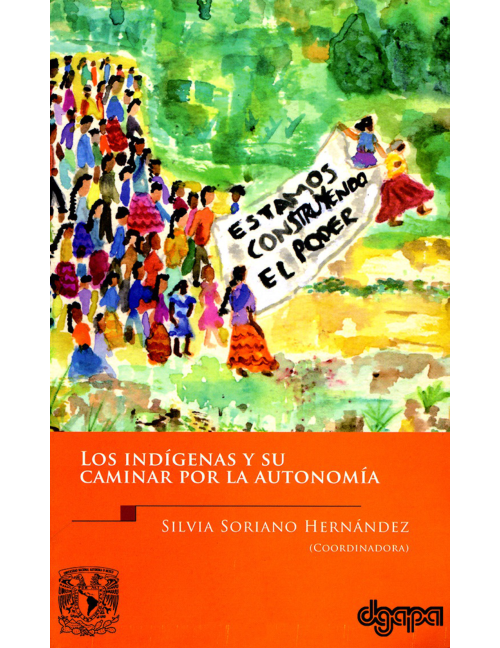 ESTAMOS
CONSTRUYENDO
EL PODER
LOS INDÍGENAS Y SU
CAMINAR POR LA AUTONOMÍA
SILVIA SORIANO HERNÁNDEZ
(COORDINADORA)
dgapa